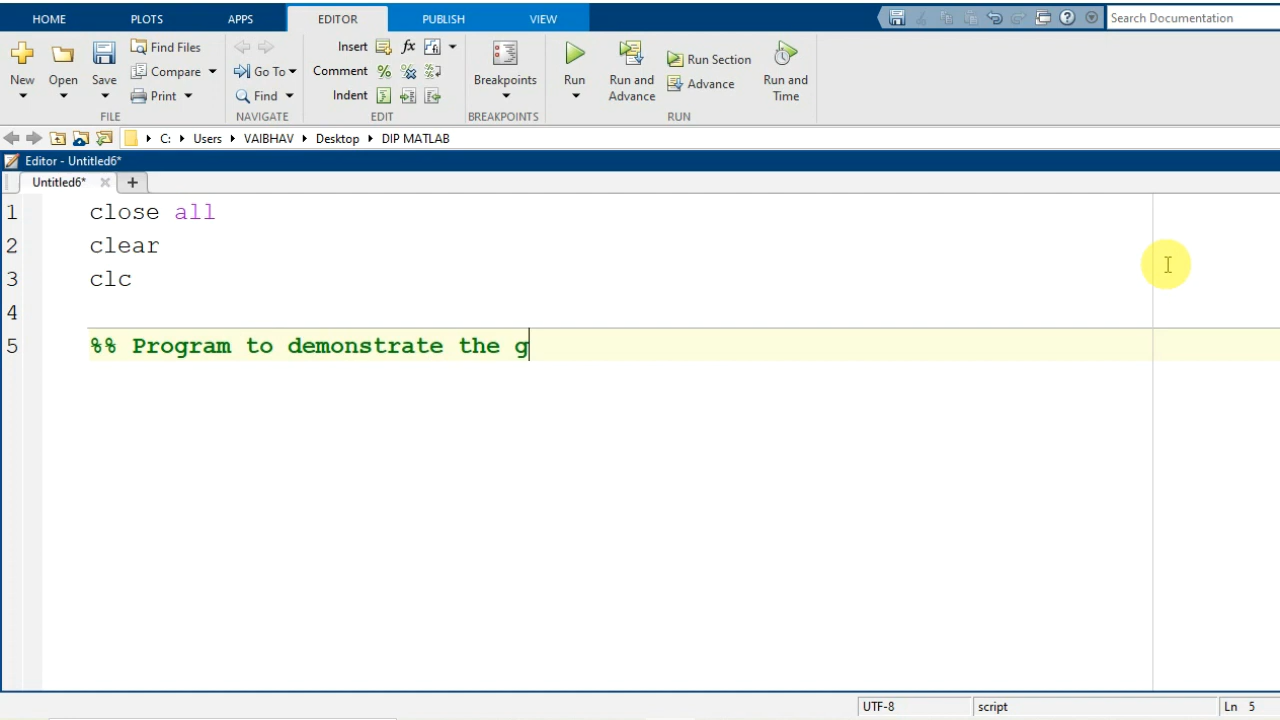 HOME PLOTS APPS EDITOR PUBLISH VIEW Search Documentation
New
Open
Save
Find Files
Compare
Print
FILE
Go To
Find
NAVIGATE
Insert fx
Comment % 
Indent
EDIT
Breakpoints
BREAKPOINTS
Run
Run and
Advance
Run Section
Advance
Run and
Time
RUN
C: Users VAIBHAV Desktop DIP MATLAB
Editor - Untitled6*
Untitled6*
1 close all
2 clear
3 clc
4
5 %% Program to demonstrate the g
UTF-8 script Ln 5